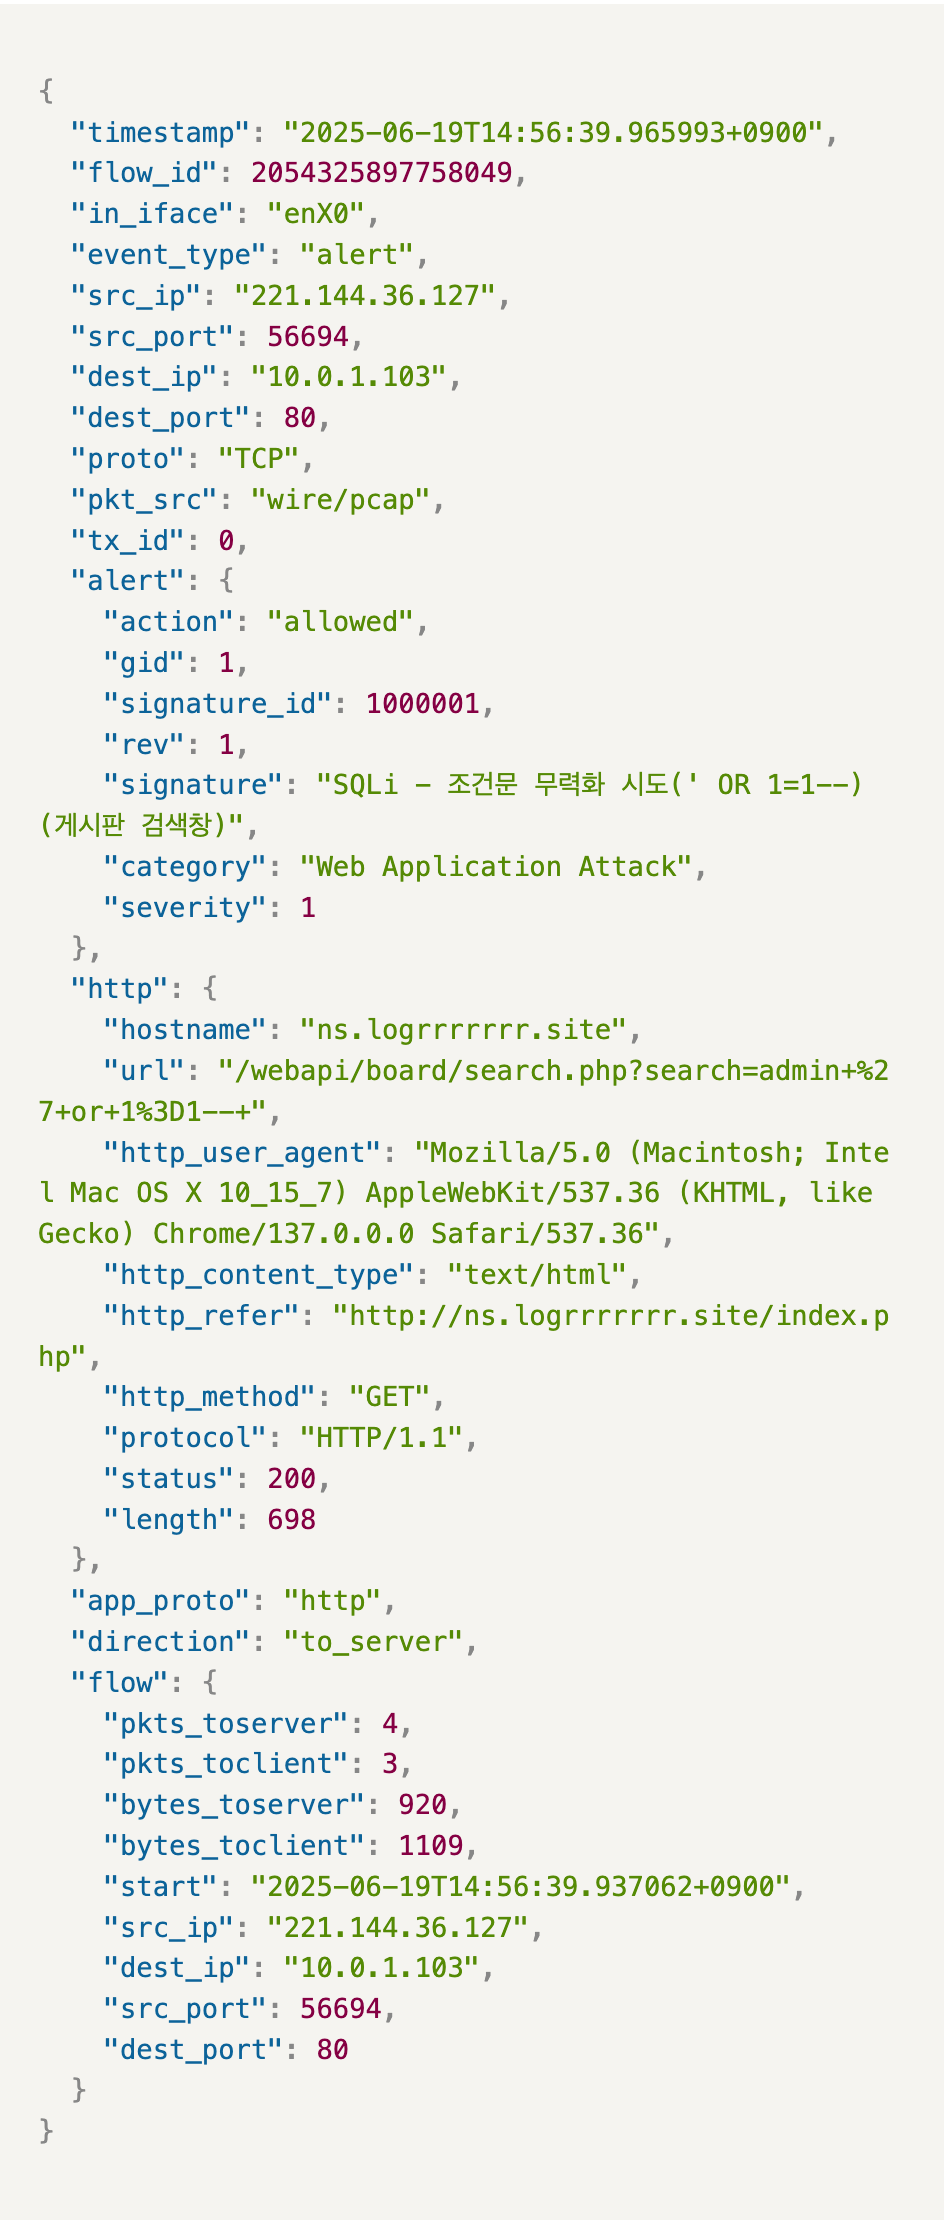 {
"timestamp": "2025-06-19T14:56:39.965993+0900",
"flow_id": 2054325897758049,
"in_iface": "enX0",
"event_type": "alert",
"src_ip": "221.144.36.127",
"src_port": 56694,
"dest_ip": "10.0.1.103",
"dest_port": 80,
"proto": "TCP",
"pkt_src": "wire/pcap",
"tx_id": 0,
"alert": {
"action": "allowed",
"gid": 1,
"signature_id": 1000001,
"rev": 1,
"signature": "SQLi – 조건문 무력화 시도(' OR 1=1--)
(게시판 검색창)",
"category": "Web Application Attack",
"severity": 1
},
"http": {
"hostname": "ns.logrrrrrrr.site",
"url": "/webapi/board/search.php?search=admin+%2
7+or+1%3D1--+",
"http_user_agent": "Mozilla/5.0 (Macintosh; Inte
l Mac OS X 10_15_7) AppleWebKit/537.36 (KHTML, like
Gecko) Chrome/137.0.0.0 Safari/537.36",
"http_content_type": "text/html",
"http_refer": "http://ns.logrrrrrrr.site/index.p
hp",
"http_method": "GET",
"protocol": "HTTP/1.1",
"status": 200,
"length": 698
},
"app_proto": "http",
"direction": "to_server",
"flow": {
"pkts_toserver": 4,
"pkts_toclient": 3,
"bytes_toserver": 920,
"bytes_toclient": 1109,
"start": "2025-06-19T14:56:39.937062+0900",
"src_ip": "221.144.36.127",
"dest_ip": "10.0.1.103",
"src_port": 56694,
"dest_port": 80
}
}